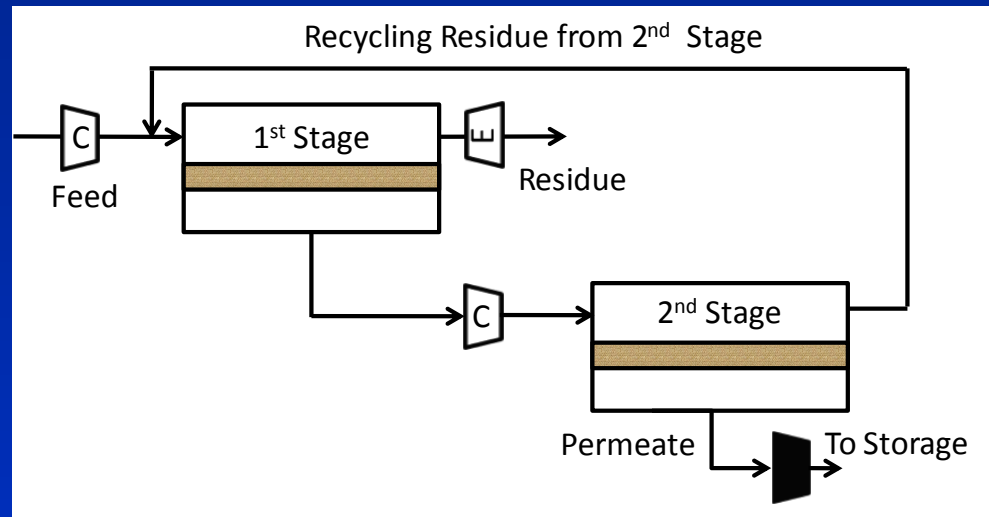 Recycling Residue from 2nd Stage
C
1st Stage
E
Feed
Residue
C
2nd Stage
Permeate
To Storage